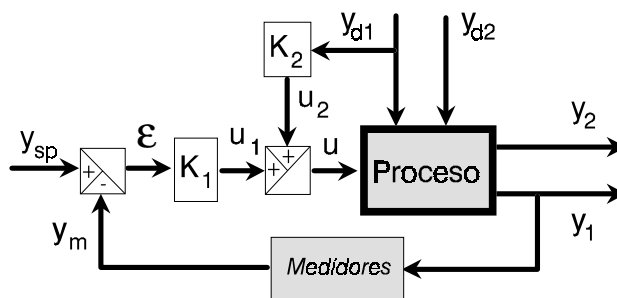 y_d1
y_d2
K_2
u_2
y_sp
ε
u_1
u
y_2
+
-
K_1
+
+
Proceso
y_m
y_1
Medidores